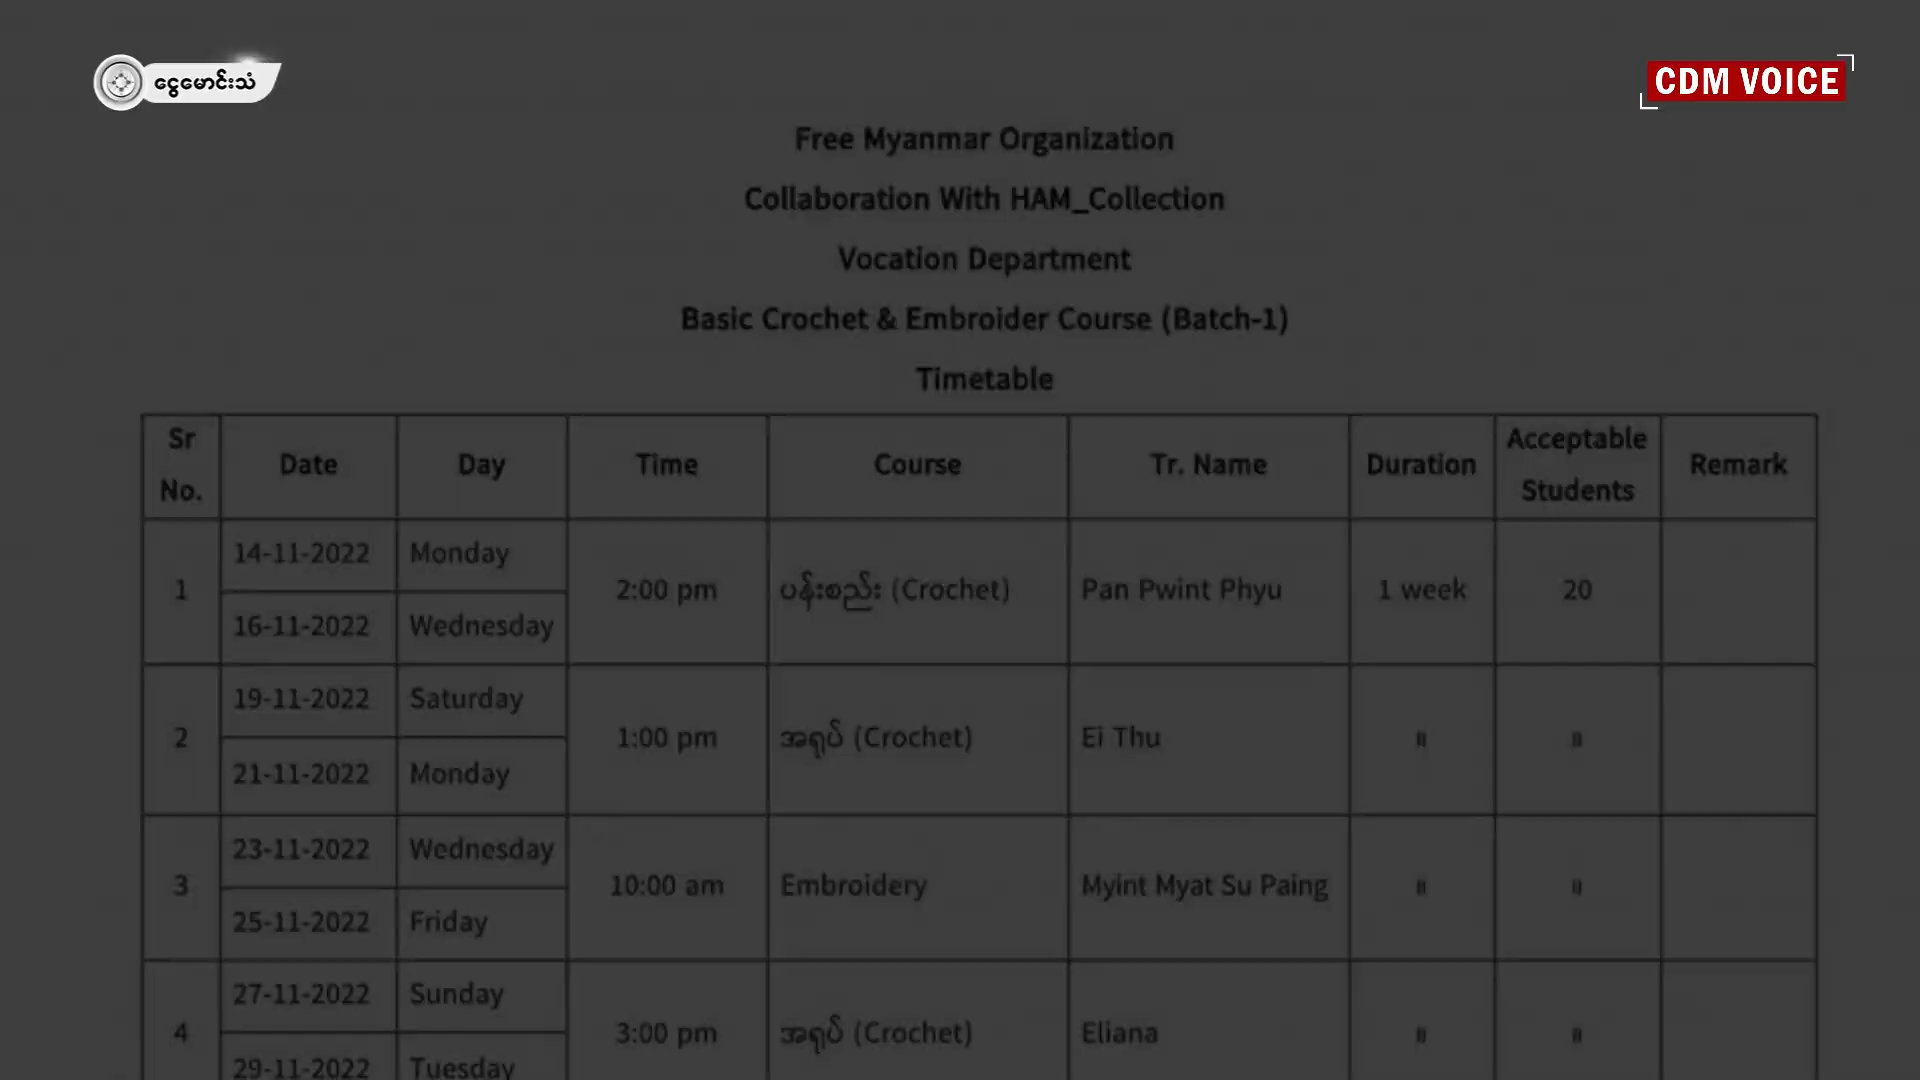 ငွေမောင်းသံ
CDM VOICE
Free Myanmar Organization
Collaboration With HAM_Collection
Vocation Department
Basic Crochet & Embroider Course (Batch-1)
Timetable
Sr No. Date Day Time Course Tr. Name Duration Acceptable Students Remark
1 14-11-2022 Monday 2:00 pm ပန်းစည်း (Crochet) Pan Pwint Phyu 1 week 20
16-11-2022 Wednesday
2 19-11-2022 Saturday 1:00 pm အရုပ် (Crochet) Ei Thu " "
21-11-2022 Monday
3 23-11-2022 Wednesday 10:00 am Embroidery Myint Myat Su Paing " "
25-11-2022 Friday
4 27-11-2022 Sunday 3:00 pm အရုပ် (Crochet) Eliana " "
29-11-2022 Tuesday